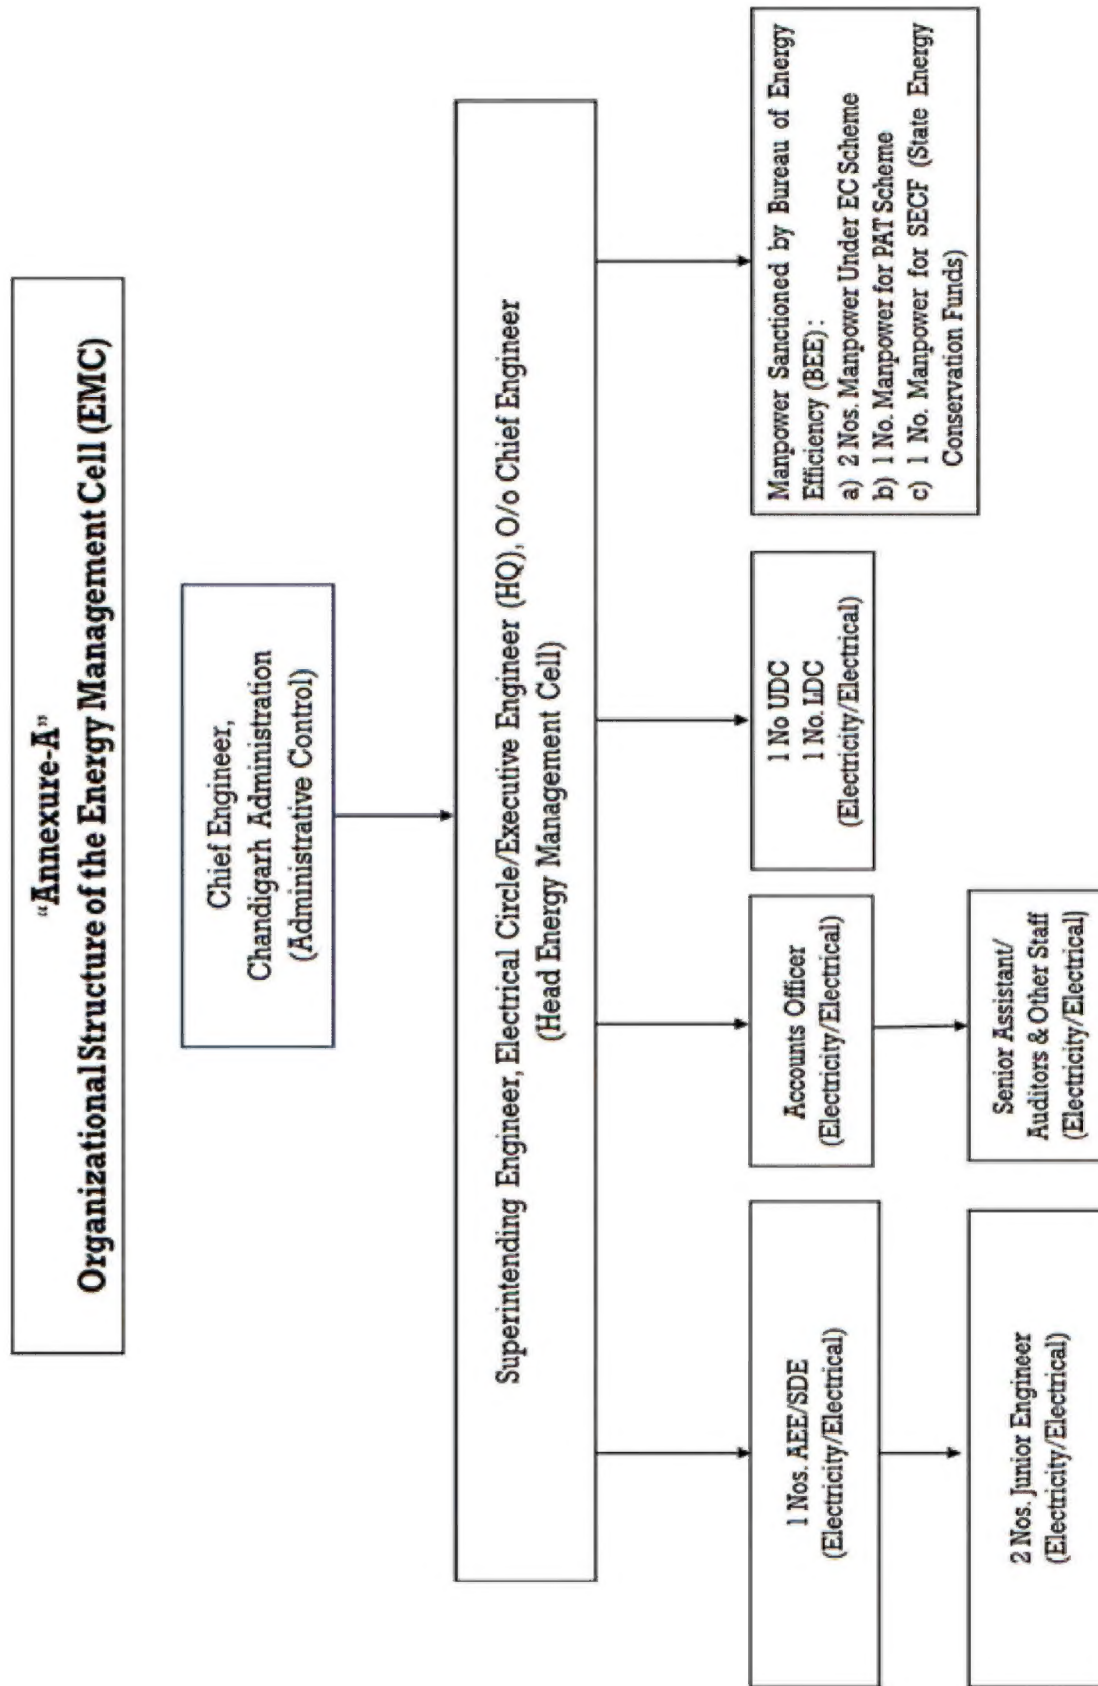 “Annexure-A”
Organizational Structure of the Energy Management Cell (EMC)
Chief Engineer,
Chandigarh Administration
(Administrative Control)
Superintending Engineer, Electrical Circle/Executive Engineer (HQ), O/o Chief Engineer
(Head Energy Management Cell)
1 Nos. AEE/SDE
(Electricity/Electrical)
Accounts Officer
(Electricity/Electrical)
1 No UDC
1 No. LDC
(Electricity/Electrical)
Manpower Sanctioned by Bureau of Energy
Efficiency (BEE) :
a) 2 Nos. Manpower Under EC Scheme
b) 1 No. Manpower for PAT Scheme
c) 1 No. Manpower for SECF (State Energy
Conservation Funds)
2 Nos. Junior Engineer
(Electricity/Electrical)
Senior Assistant/
Auditors & Other Staff
(Electricity/Electrical)